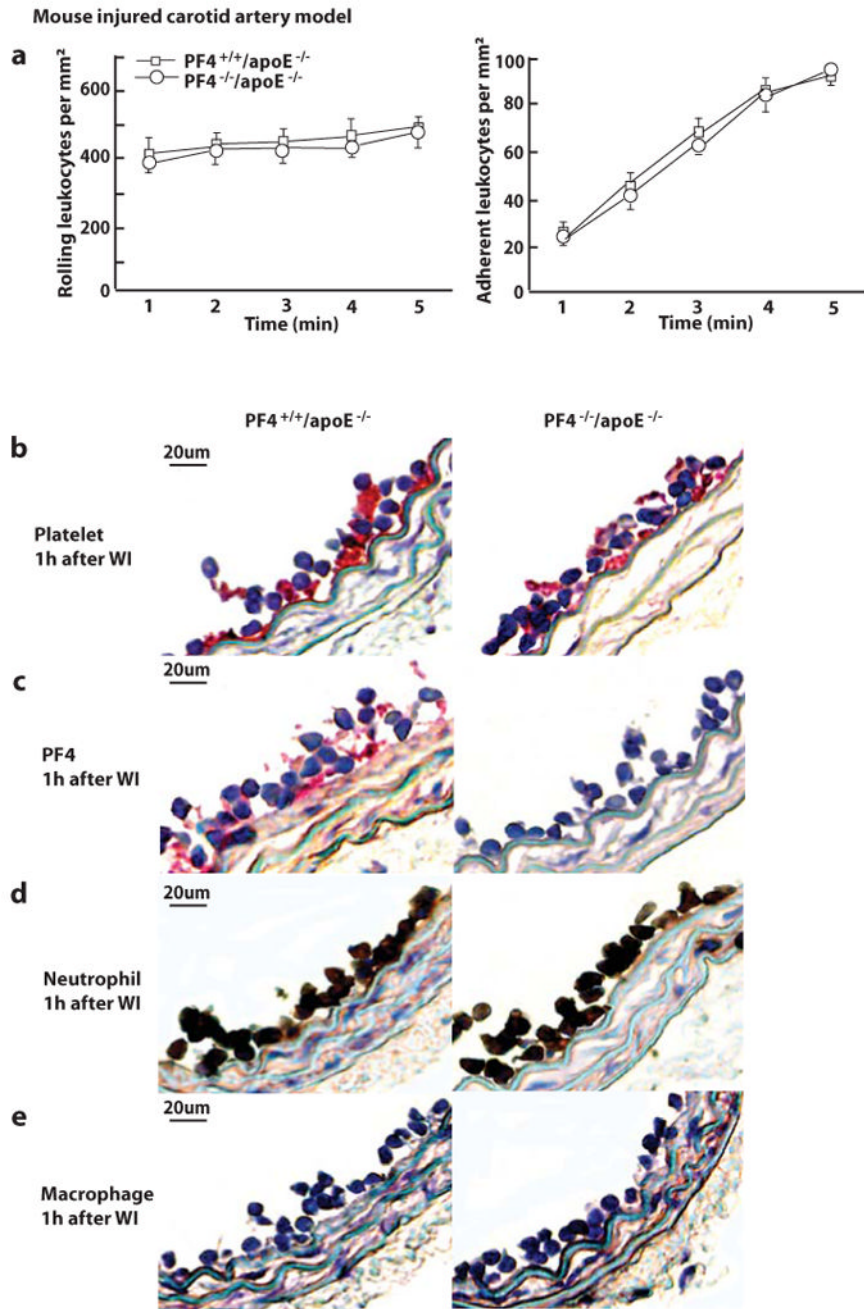 Mouse injured carotid artery model
a
PF4 +/+/apoE -/-
PF4 -/-/apoE -/-
Rolling leukocytes per mm²
600
400
200
0
1 2 3 4 5
Time (min)
Adherent leukocytes per mm²
100
80
60
40
20
0
1 2 3 4 5
Time (min)
PF4 +/+/apoE -/-
PF4 -/-/apoE -/-
b
20um
Platelet
1h after WI
c
20um
PF4
1h after WI
d
20um
Neutrophil
1h after WI
e
20um
Macrophage
1h after WI